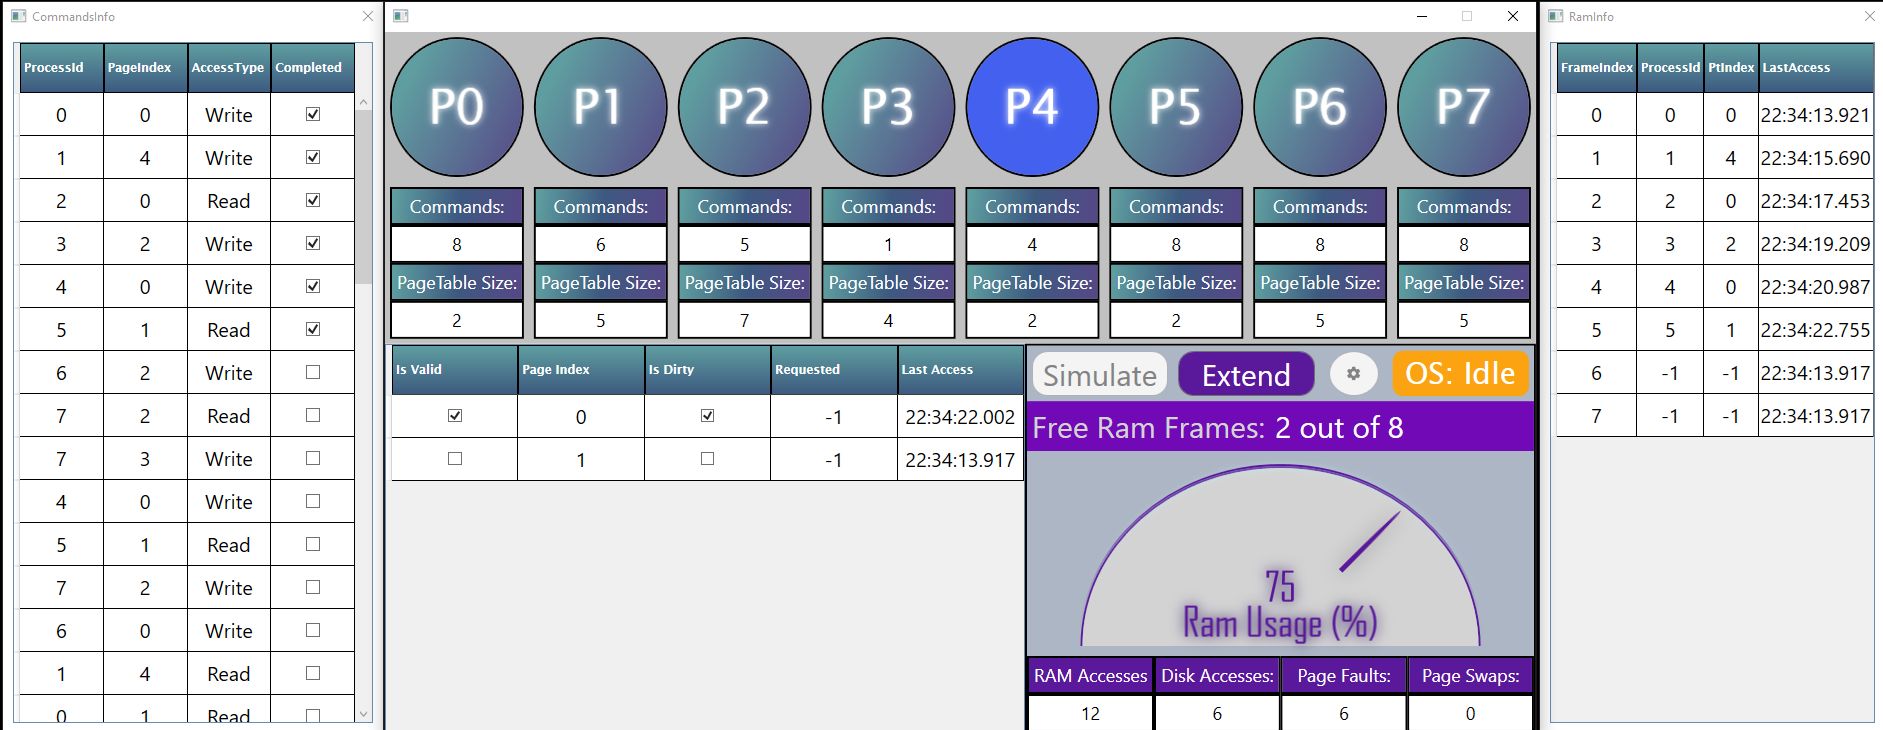 CommandsInfo
ProcessId PageIndex AccessType Completed
0 0 Write
1 4 Write
2 0 Read
3 2 Write
4 0 Write
5 1 Read
6 2 Write
7 2 Read
7 3 Write
4 0 Write
5 1 Read
7 2 Write
6 0 Write
1 4 Read
0 1 Read
P0 P1 P2 P3 P4 P5 P6 P7
Commands: Commands: Commands: Commands: Commands: Commands: Commands: Commands:
8 6 5 1 4 8 8 8
PageTable Size: PageTable Size: PageTable Size: PageTable Size: PageTable Size: PageTable Size: PageTable Size: PageTable Size:
2 5 7 4 2 2 5 5
Is Valid Page Index Is Dirty Requested Last Access
0 -1 22:34:22.002
1 -1 22:34:13.917
Simulate Extend OS: Idle
Free Ram Frames: 2 out of 8
75
Ram Usage (%)
RAM Accesses Disk Accesses: Page Faults: Page Swaps:
12 6 6 0
RamInfo
FrameIndex ProcessId PtIndex LastAccess
0 0 0 22:34:13.921
1 1 4 22:34:15.690
2 2 0 22:34:17.453
3 3 2 22:34:19.209
4 4 0 22:34:20.987
5 5 1 22:34:22.755
6 -1 -1 22:34:13.917
7 -1 -1 22:34:13.917